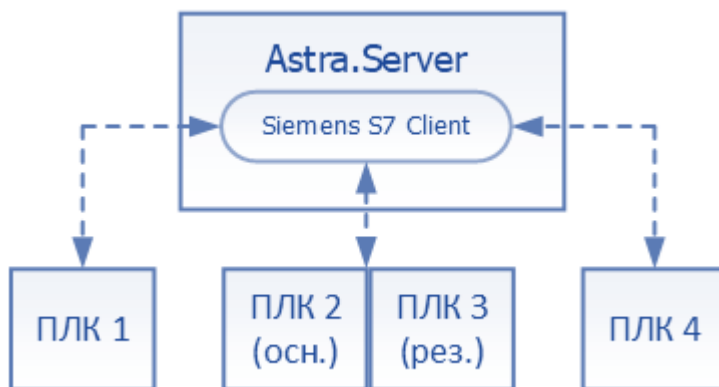 Astra.Server
Siemens S7 Client
ПЛК 1
ПЛК 2
(осн.)
ПЛК 3
(рез.)
ПЛК 4